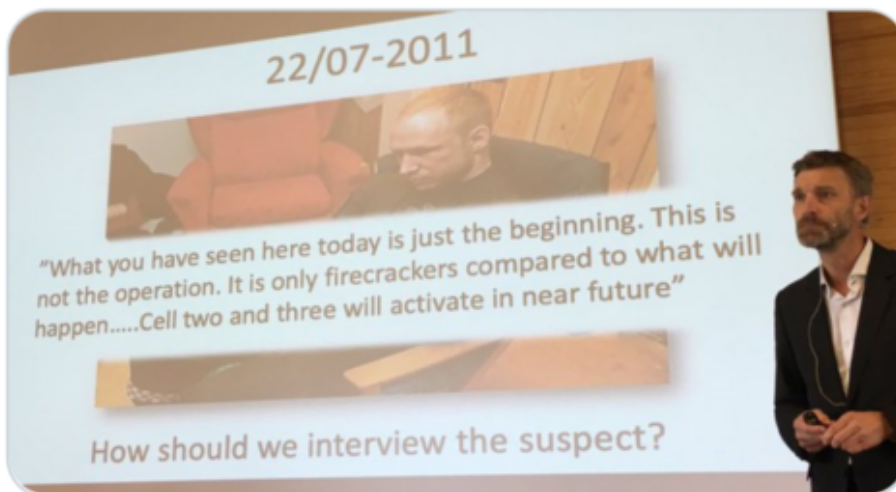 22/07-2011
"What you have seen here today is just the beginning. This is
not the operation. It is only firecrackers compared to what will
happen.....Cell two and three will activate in near future"
How should we interview the suspect?